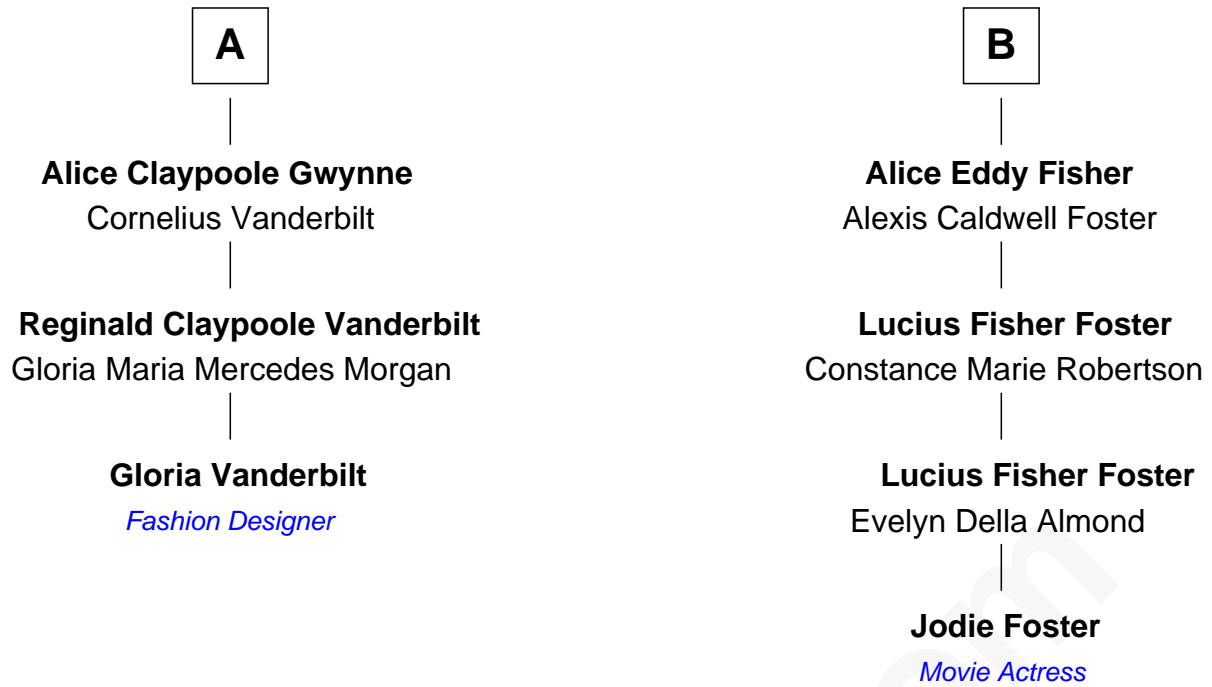 A
Alice Claypoole Gwynne
Cornelius Vanderbilt
Reginald Claypoole Vanderbilt
Gloria Maria Mercedes Morgan
Gloria Vanderbilt
Fashion Designer
B
Alice Eddy Fisher
Alexis Caldwell Foster
Lucius Fisher Foster
Constance Marie Robertson
Lucius Fisher Foster
Evelyn Della Almond
Jodie Foster
Movie Actress